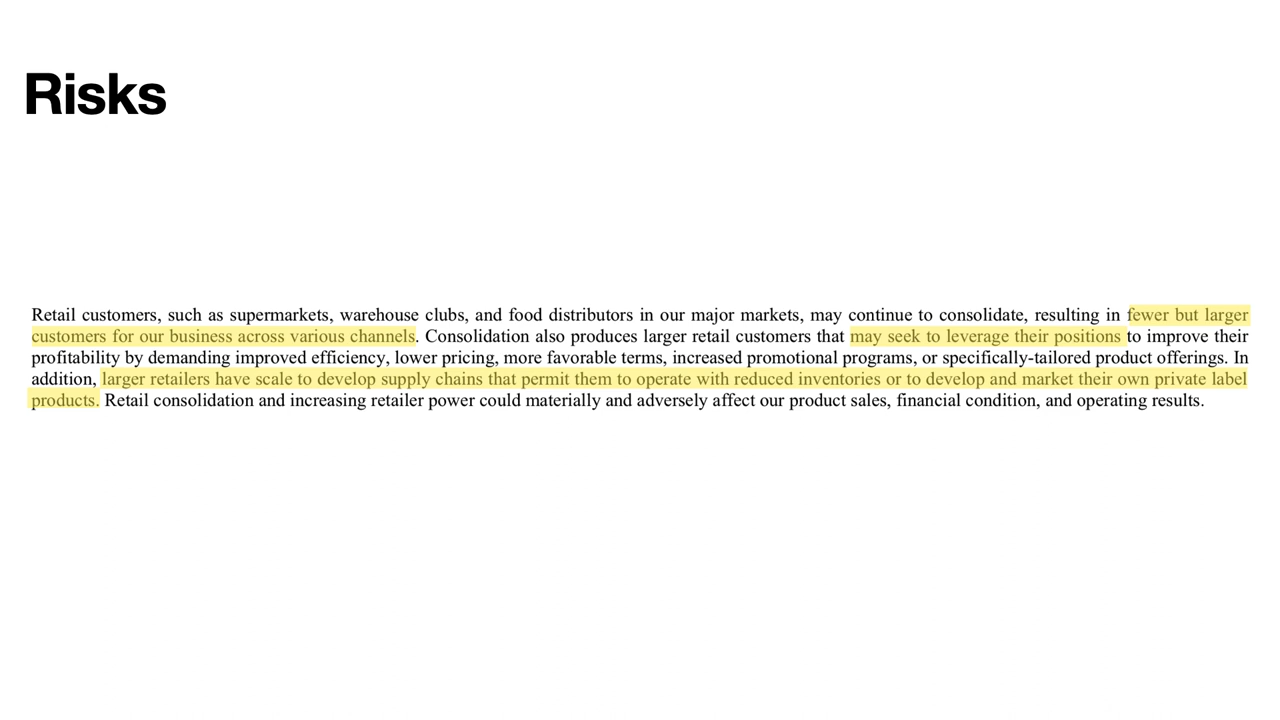 Risks
Retail customers, such as supermarkets, warehouse clubs, and food distributors in our major markets, may continue to consolidate, resulting in fewer but larger
customers for our business across various channels. Consolidation also produces larger retail customers that may seek to leverage their positions to improve their
profitability by demanding improved efficiency, lower pricing, more favorable terms, increased promotional programs, or specifically-tailored product offerings. In
addition, larger retailers have scale to develop supply chains that permit them to operate with reduced inventories or to develop and market their own private label
products. Retail consolidation and increasing retailer power could materially and adversely affect our product sales, financial condition, and operating results.